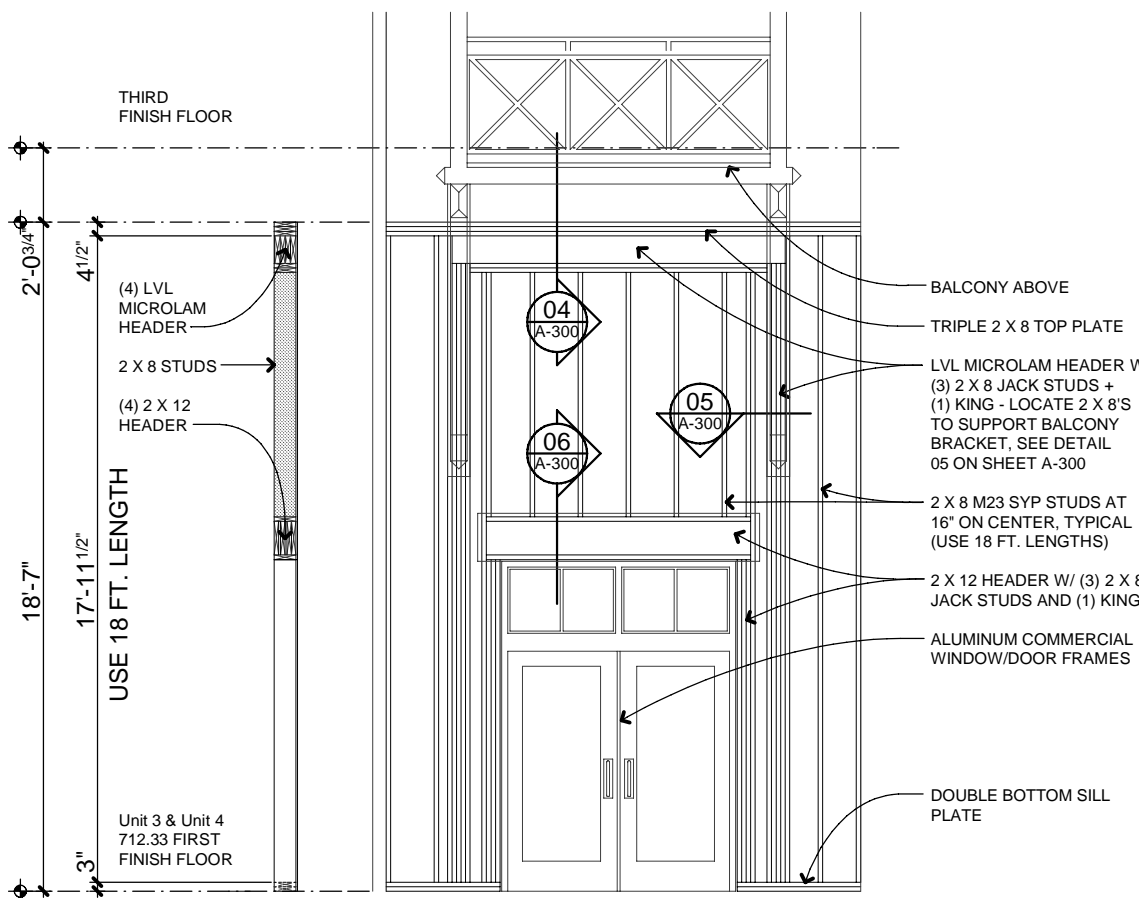 THIRD
FINISH FLOOR
2'-0 3/4"
4 1/2"
(4) LVL
MICROLAM
HEADER
2 X 8 STUDS
(4) 2 X 12
HEADER
18'-7"
17'-11 1/2"
USE 18 FT. LENGTH
Unit 3 & Unit 4
712.33 FIRST
FINISH FLOOR
3"
04
A-300
05
A-300
06
A-300
BALCONY ABOVE
TRIPLE 2 X 8 TOP PLATE
LVL MICROLAM HEADER W
(3) 2 X 8 JACK STUDS +
(1) KING - LOCATE 2 X 8'S
TO SUPPORT BALCONY
BRACKET, SEE DETAIL
05 ON SHEET A-300
2 X 8 M23 SYP STUDS AT
16" ON CENTER, TYPICAL
(USE 18 FT. LENGTHS)
2 X 12 HEADER W/ (3) 2 X 8
JACK STUDS AND (1) KING
ALUMINUM COMMERCIAL
WINDOW/DOOR FRAMES
DOUBLE BOTTOM SILL
PLATE